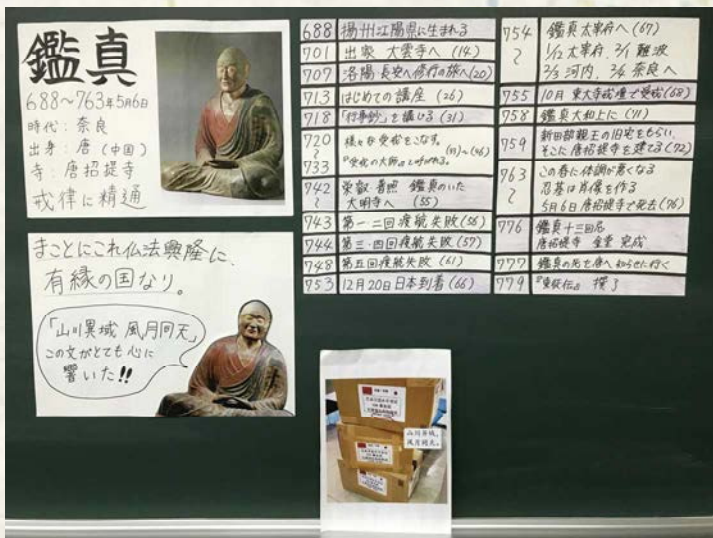 鑑真
688～763年5月6日
時代：奈良
出身：唐（中国）
寺：唐招提寺
戒律に精通
まことにこれ仏法興隆に、
有縁の国なり。
「山川異域 風月同天」
この文がとても心に
響いた!!
688 揚州江陽県に生まれる
701 出家 大雲寺へ (14)
707 洛陽 長安へ修行の旅へ (20)
713 はじめての講座 (26)
718 「行事鈔」を講じる (31)
720～733 様々な受戒をこなす。
『受戒の大師』と呼ばれる。
742～ 栄叡・普照 鑑真のいた
大明寺へ (55)
743 第一・二回渡航失敗 (56)
744 第三・四回渡航失敗 (57)
748 第五回渡航失敗 (61)
753 12月20日日本到着 (66)
754～ 鑑真太宰府へ (67)
1/12 太宰府、2/1 難波
2/3 河内、2/4 奈良へ
755 10月 東大寺戒壇で受戒 (68)
758 鑑真大和上に (71)
759 新田部親王の旧宅をもらい、
そこに唐招提寺を建てる (72)
763～ この春に体調が悪くなる
忍基は肖像を作る
5月6日唐招提寺で死去 (76)
776 鑑真十三回忌
唐招提寺 金堂 完成
777 鑑真の死を唐へ知らせに行く
779 『東征伝』撰了
山川异域，
风月同天。